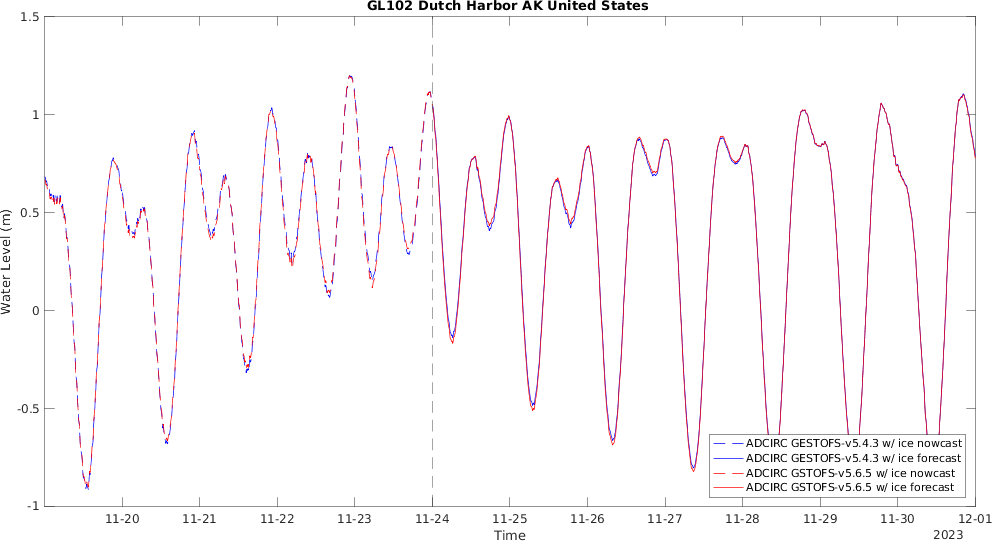 GL102 Dutch Harbor AK United States
1.5
1
0.5
0
-0.5
-1
Water Level (m)
ADCIRC GESTOFS-v5.4.3 w/ ice nowcast
ADCIRC GESTOFS-v5.4.3 w/ ice forecast
ADCIRC GSTOFS-v5.6.5 w/ ice nowcast
ADCIRC GSTOFS-v5.6.5 w/ ice forecast
11-20 11-21 11-22 11-23 11-24 11-25 11-26 11-27 11-28 11-29 11-30 12-01
Time
2023